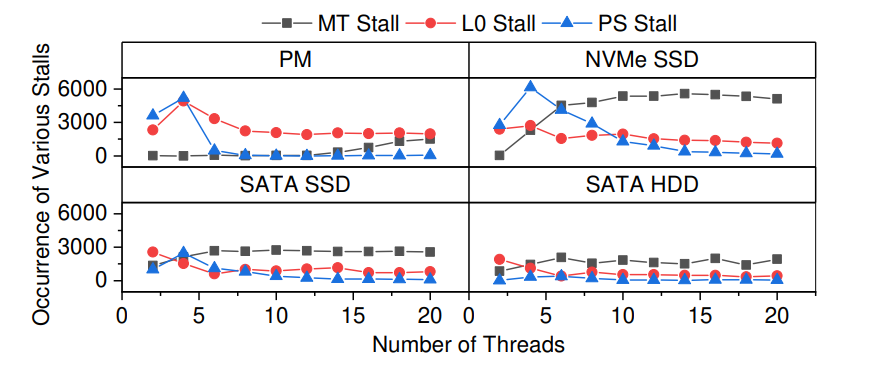 MT Stall L0 Stall PS Stall
PM NVMe SSD
6000
3000
0
SATA SSD SATA HDD
6000
3000
0
0 5 10 15 20 0 5 10 15 20
Number of Threads
Occurrence of Various Stalls